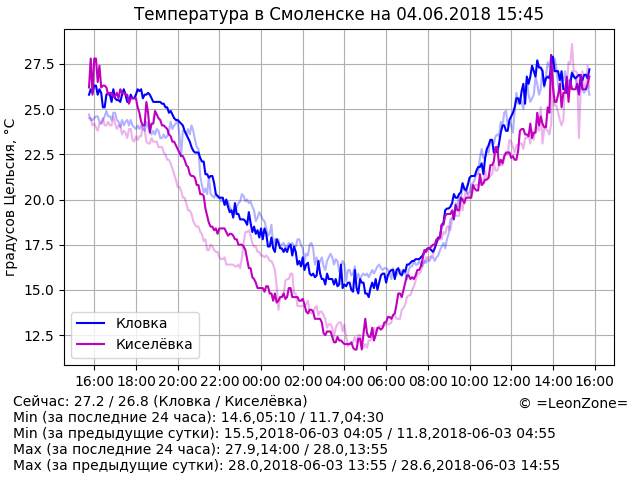 Температура в Смоленске на 04.06.2018 15:45
градусов Цельсия, °C
27.5
25.0
22.5
20.0
17.5
15.0
12.5
Кловка
Киселёвка
16:00 18:00 20:00 22:00 00:00 02:00 04:00 06:00 08:00 10:00 12:00 14:00 16:00
Сейчас: 27.2 / 26.8 (Кловка / Киселёвка)
© =LeonZone=
Min (за последние 24 часа): 14.6,05:10 / 11.7,04:30
Min (за предыдущие сутки): 15.5,2018-06-03 04:05 / 11.8,2018-06-03 04:55
Max (за последние 24 часа): 27.9,14:00 / 28.0,13:55
Max (за предыдущие сутки): 28.0,2018-06-03 13:55 / 28.6,2018-06-03 14:55